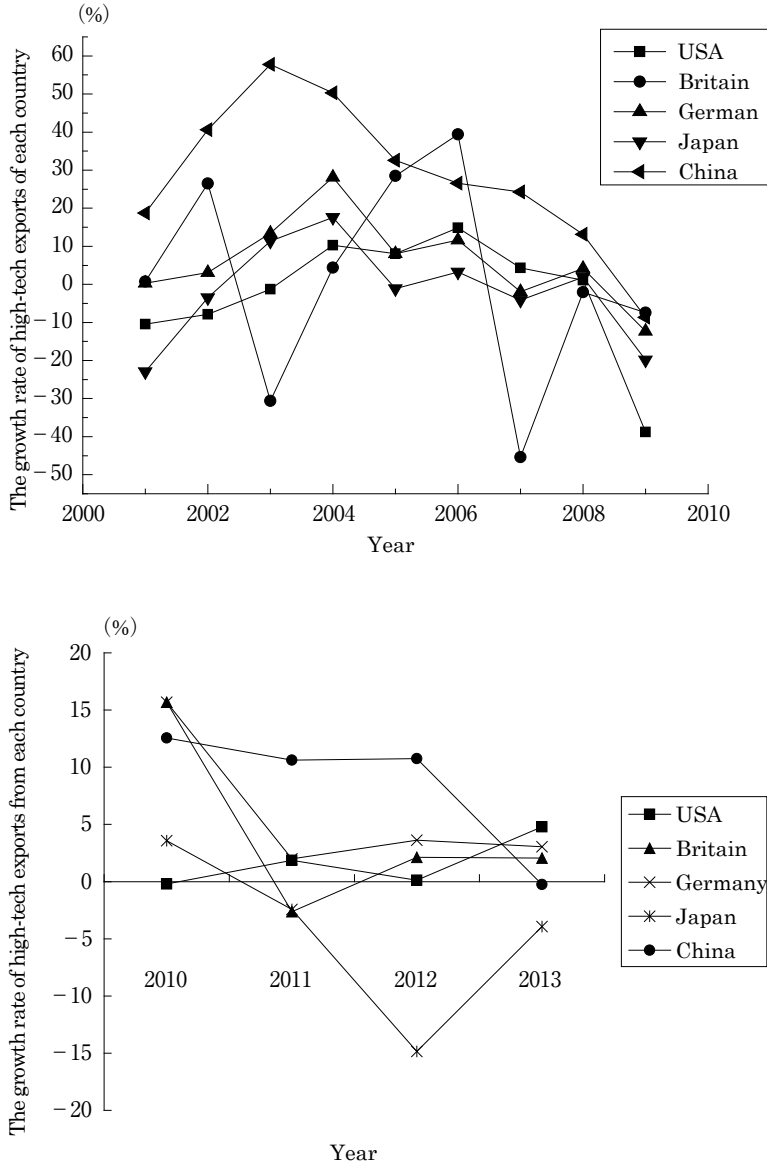 (%)
The growth rate of high-tech exports of each country
60
50
40
30
20
10
0
−10
−20
−30
−40
−50
2000 2002 2004 2006 2008 2010
Year
USA
Britain
German
Japan
China
(%)
The growth rate of high-tech exports from each country
20
15
10
5
0
−5
−10
−15
−20
2010 2011 2012 2013
Year
USA
Britain
Germany
Japan
China